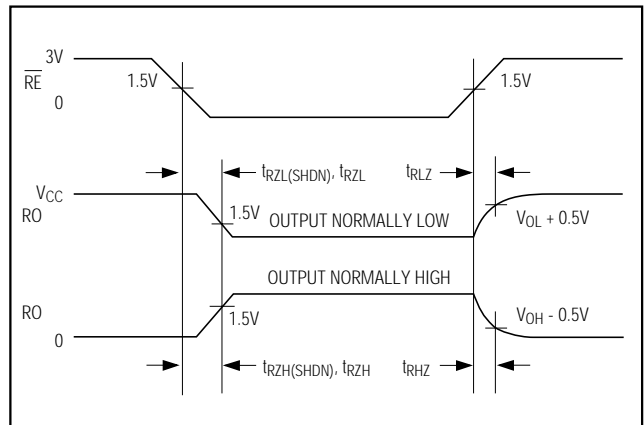 3V
RE
1.5V
1.5V
0
tRZL(SHDN), tRZL
tRLZ
VCC
RO
1.5V
OUTPUT NORMALLY LOW
VOL + 0.5V
OUTPUT NORMALLY HIGH
RO
1.5V
VOH - 0.5V
0
tRZH(SHDN), tRZH
tRHZ